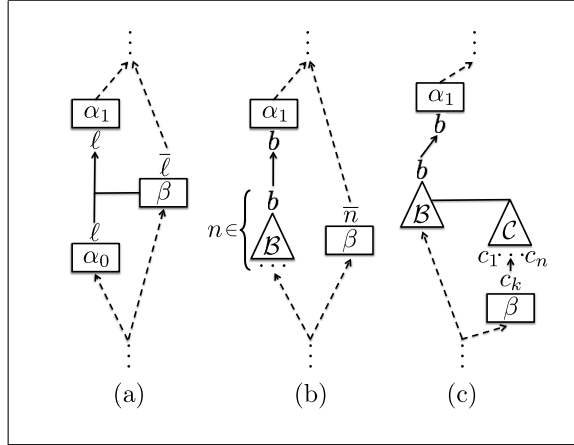 α₁
ℓ
ℓ̅
β
ℓ
α₀
(a)
α₁
b
b
n∈{
ℬ
. . .
n̅
β
(b)
α₁
b
b
ℬ
𝒞
c₁. . .cₙ
cₖ
β
(c)